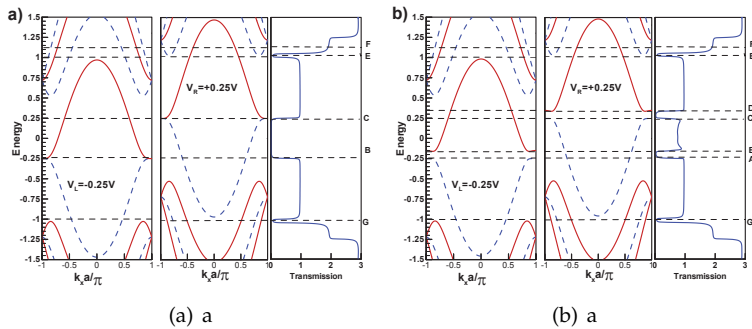 a)
Energy
1.5
1.25
1
0.75
0.5
0.25
0
-0.25
-0.5
-0.75
-1
-1.25
-1.5
V_L=-0.25V
V_R=+0.25V
F
E
C
B
G
-1 -0.5 0 0.5 1
-0.5 0 0.5
0 1 2 3
k_xa/π
k_xa/π
Transmission
(a) a
b)
Energy
1.5
1.25
1
0.75
0.5
0.25
0
-0.25
-0.5
-0.75
-1
-1.25
-1.5
V_L=-0.25V
V_R=+0.25V
E
C
G
-1 -0.5 0 0.5 1
-0.5 0 0.5
0 1 2 3
k_xa/π
k_xa/π
Transmission
(b) a